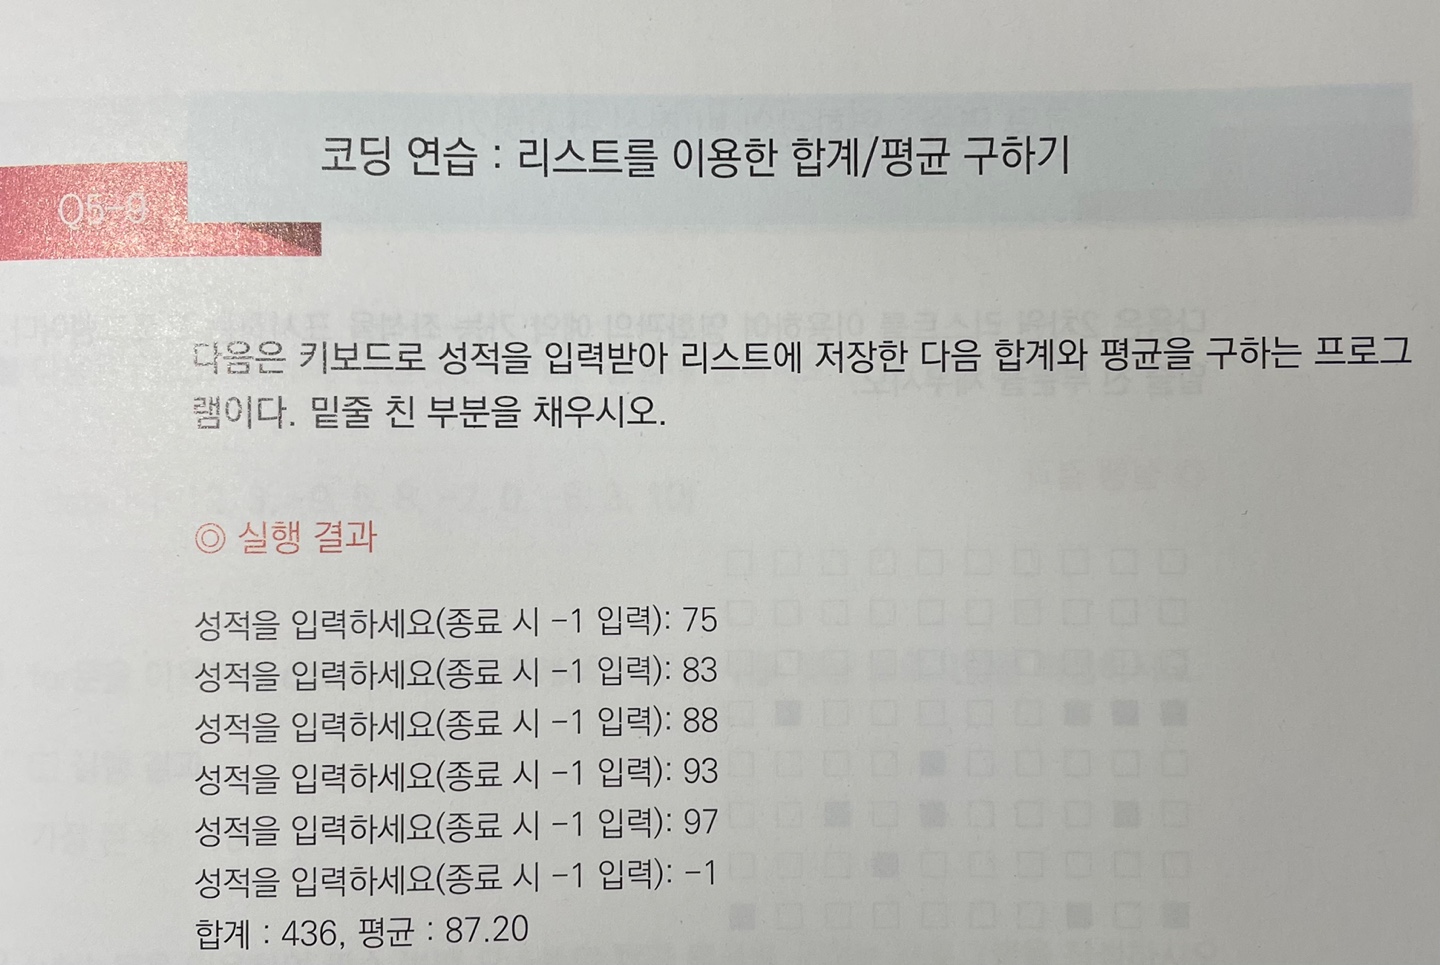 코딩 연습 : 리스트를 이용한 합계/평균 구하기
05-9
다음은 키보드로 성적을 입력받아 리스트에 저장한 다음 합계와 평균을 구하는 프로그
램이다. 밑줄 친 부분을 채우시오.
◎ 실행 결과
성적을 입력하세요(종료 시 -1 입력): 75
성적을 입력하세요(종료 시 -1 입력): 83
성적을 입력하세요(종료 시 -1 입력): 88
성적을 입력하세요(종료 시 -1 입력): 93
성적을 입력하세요(종료 시 -1 입력): 97
성적을 입력하세요(종료 시 -1 입력): -1
합계 : 436, 평균 : 87.20